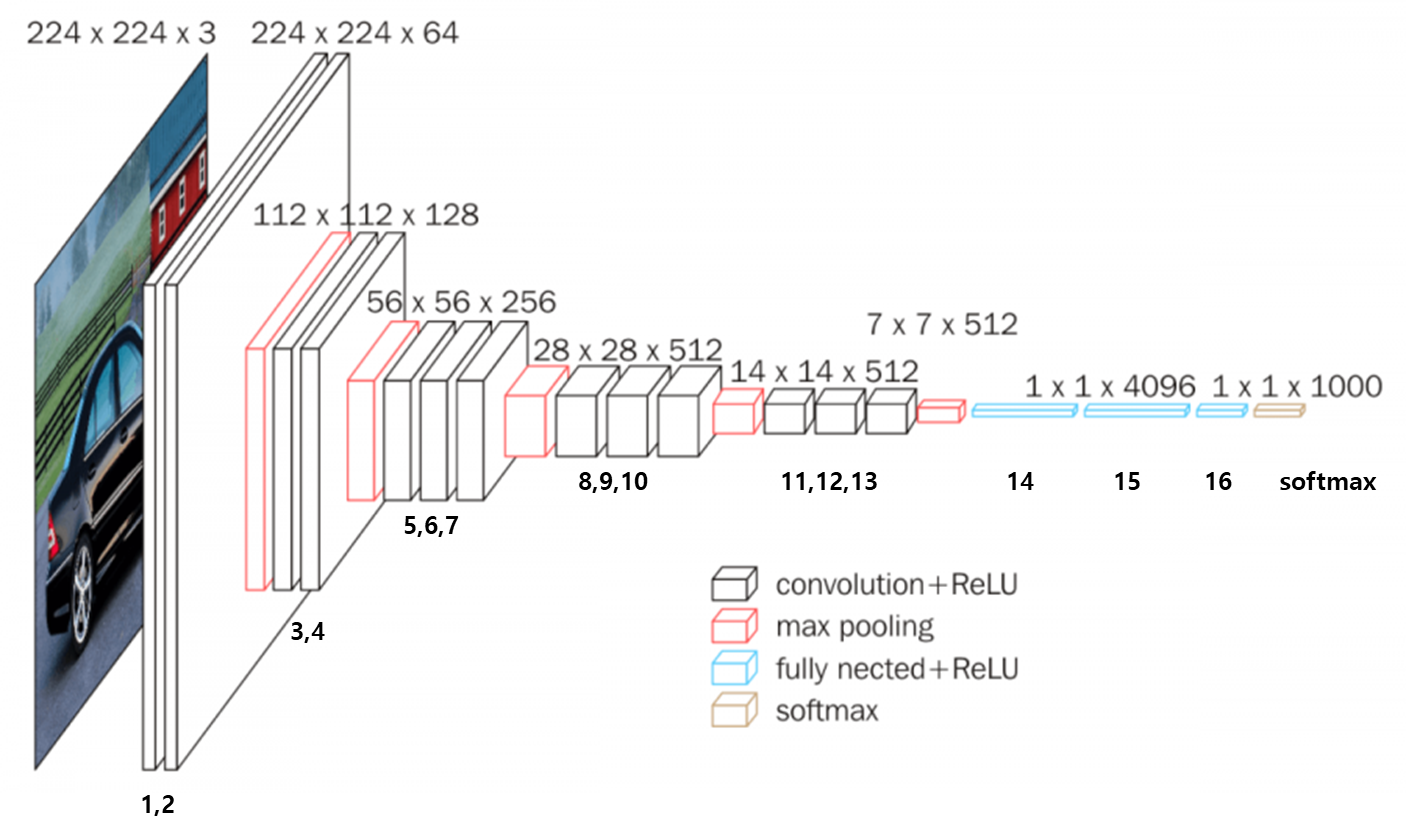 224 x 224 x 3
224 x 224 x 64
112 x 112 x 128
56 x 56 x 256
28 x 28 x 512
14 x 14 x 512
7 x 7 x 512
1 x 1 x 4096
1 x 1 x 1000
1,2
3,4
5,6,7
8,9,10
11,12,13
14
15
16
softmax
convolution+ReLU
max pooling
fully nected+ReLU
softmax